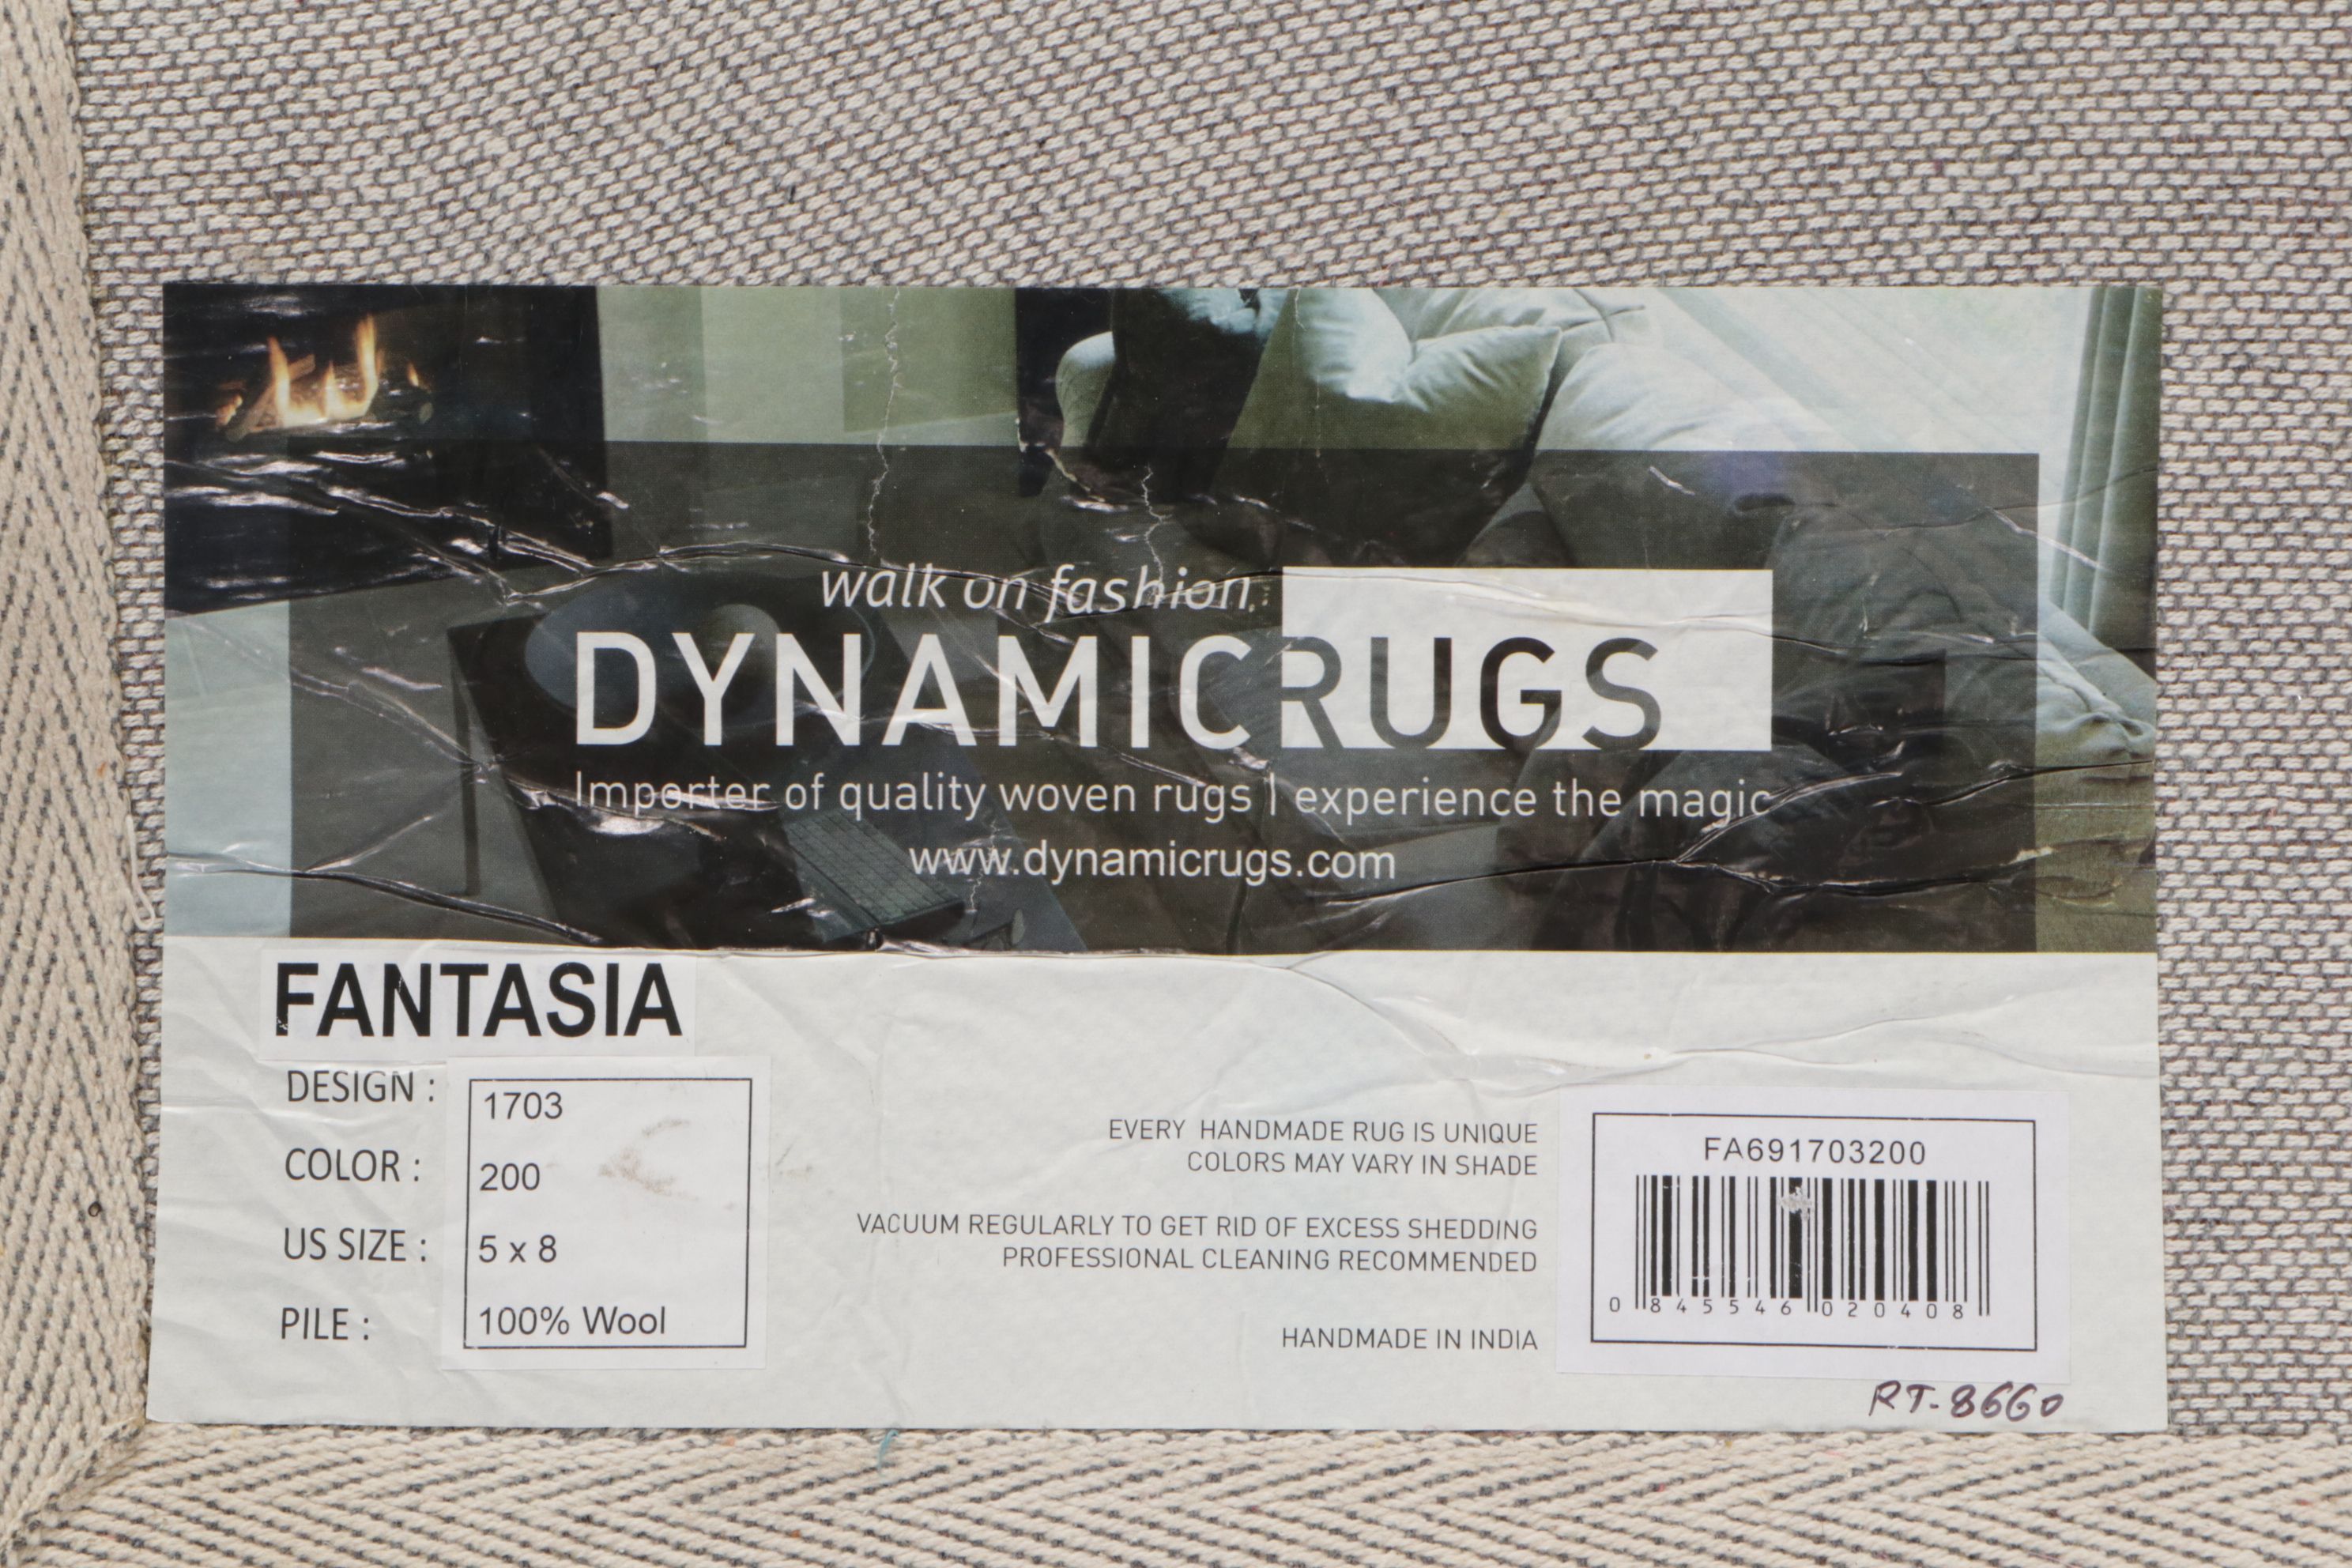 walk on fashion.
DYNAMICRUGS
Importer of quality woven rugs | experience the magic
www.dynamicrugs.com
FANTASIA
DESIGN : 1703
COLOR : 200
US SIZE : 5 x 8
PILE : 100% Wool
EVERY HANDMADE RUG IS UNIQUE
COLORS MAY VARY IN SHADE
VACUUM REGULARLY TO GET RID OF EXCESS SHEDDING
PROFESSIONAL CLEANING RECOMMENDED
HANDMADE IN INDIA
FA691703200
0 845546 020408
RT-8660